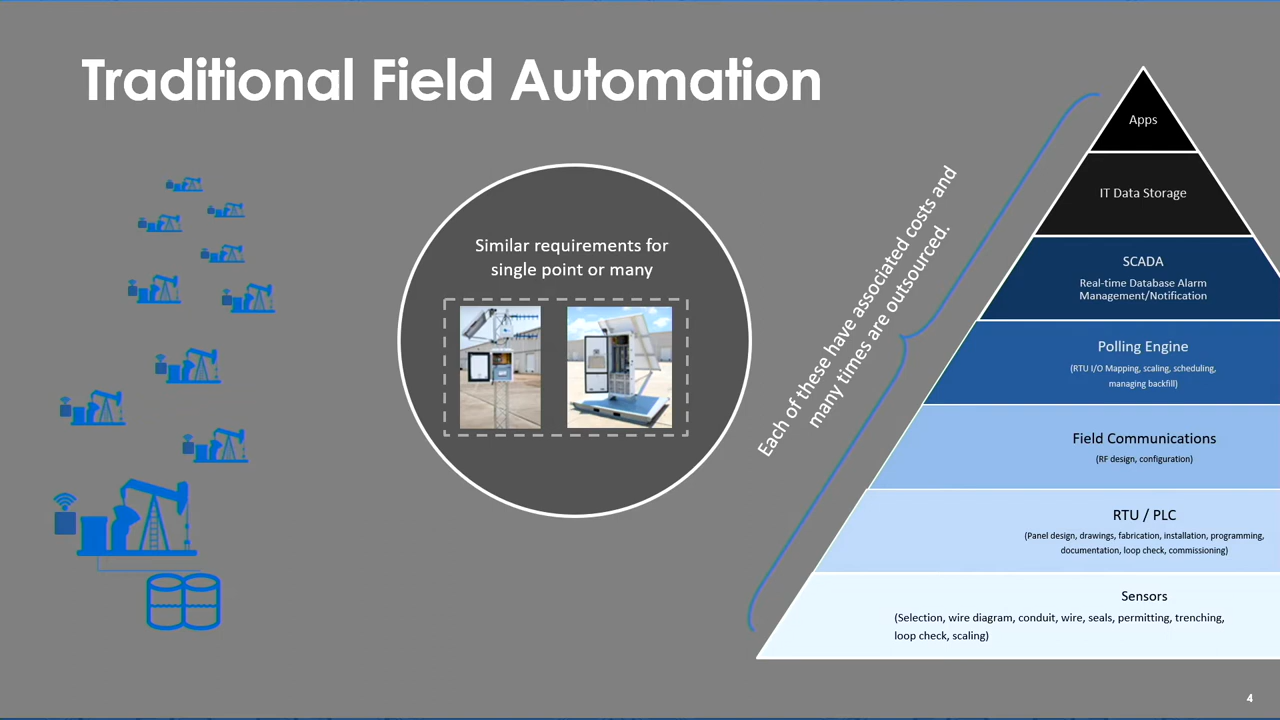 Traditional Field Automation
Similar requirements for
single point or many
Each of these have associated costs and
many times are outsourced.
Apps
IT Data Storage
SCADA
Real-time Database Alarm
Management/Notification
Polling Engine
(RTU I/O Mapping, scaling, scheduling,
managing backfill)
Field Communications
(RF design, configuration)
RTU / PLC
(Panel design, drawings, fabrication, installation, programming,
documentation, loop check, commissioning)
Sensors
(Selection, wire diagram, conduit, wire, seals, permitting, trenching,
loop check, scaling)
4